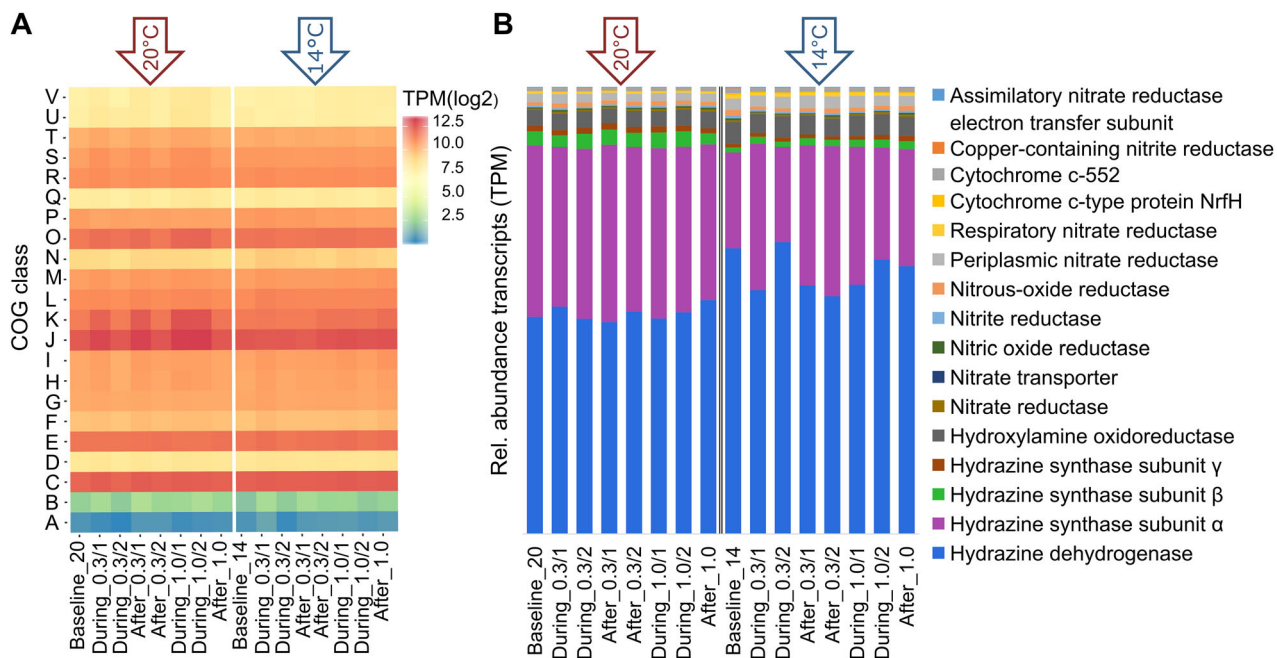 A
20°C
14°C
B
20°C
14°C
TPM(log2)
12.5
10.0
7.5
5.0
2.5
V
U
T
S
R
Q
P
O
N
M
L
K
J
I
H
G
F
E
D
C
B
A
COG class
Baseline_20
During_0.3/1
During_0.3/2
After_0.3/1
After_0.3/2
During_1.0/1
During_1.0/2
After_1.0
Baseline_14
During_0.3/1
During_0.3/2
After_0.3/1
After_0.3/2
During_1.0/1
During_1.0/2
After_1.0
Rel. abundance transcripts (TPM)
Baseline_20
During_0.3/1
During_0.3/2
After_0.3/1
After_0.3/2
During_1.0/1
During_1.0/2
After_1.0
Baseline_14
During_0.3/1
During_0.3/2
After_0.3/1
After_0.3/2
During_1.0/1
During_1.0/2
After_1.0
Assimilatory nitrate reductase
electron transfer subunit
Copper-containing nitrite reductase
Cytochrome c-552
Cytochrome c-type protein NrfH
Respiratory nitrate reductase
Periplasmic nitrate reductase
Nitrous-oxide reductase
Nitrite reductase
Nitric oxide reductase
Nitrate transporter
Nitrate reductase
Hydroxylamine oxidoreductase
Hydrazine synthase subunit γ
Hydrazine synthase subunit β
Hydrazine synthase subunit α
Hydrazine dehydrogenase